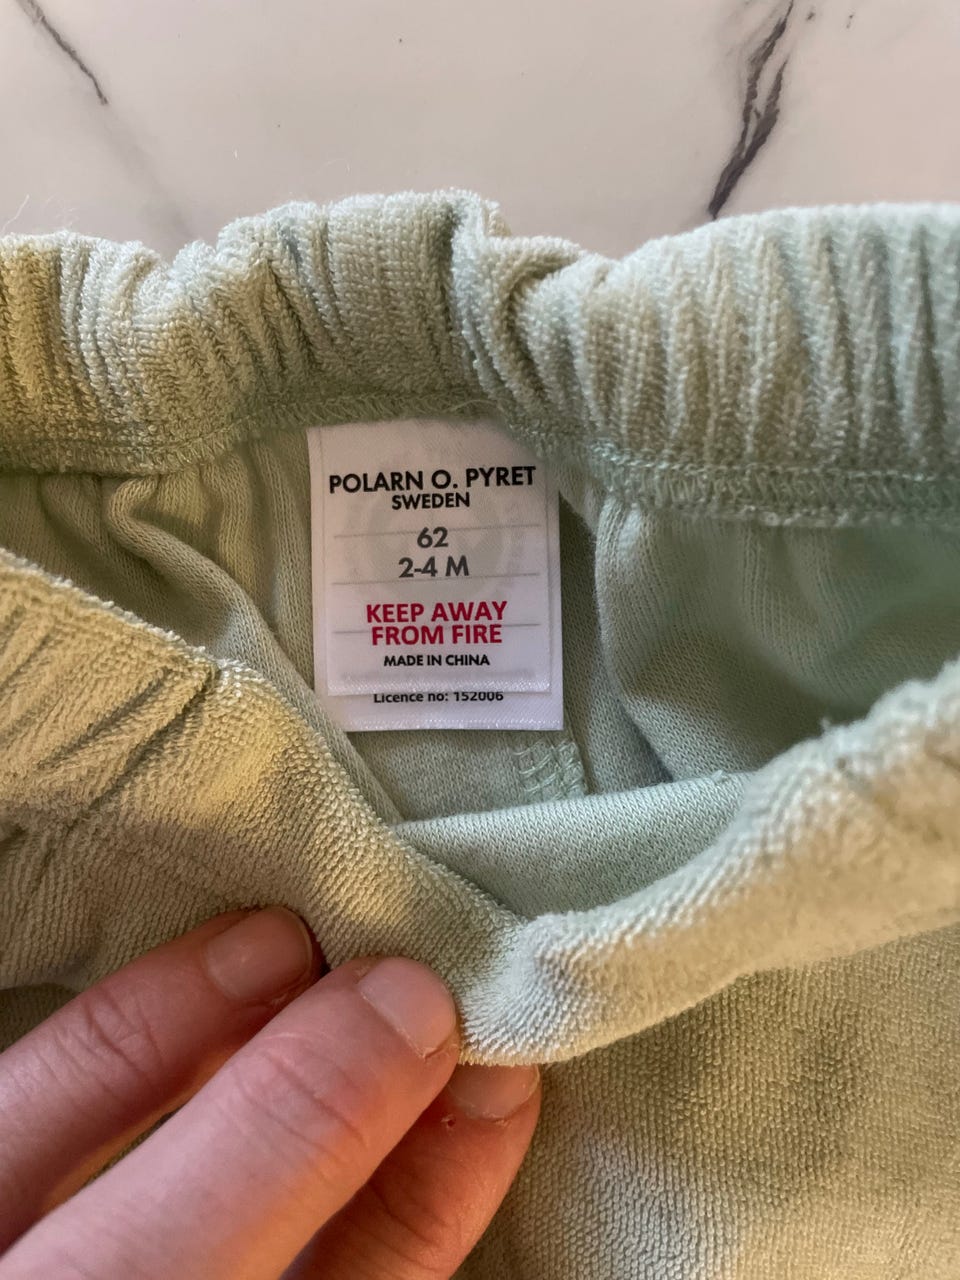 POLARN O. PYRET
SWEDEN
62
2-4 M
KEEP AWAY
FROM FIRE
MADE IN CHINA
Licence no: 152006